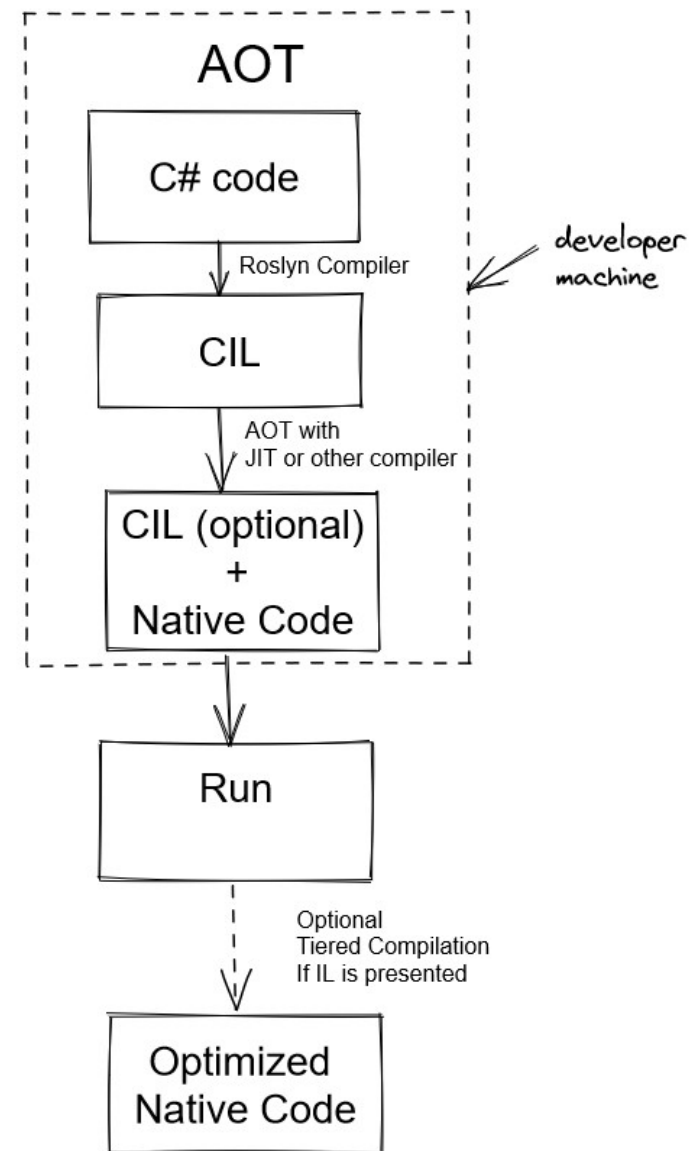 AOT
C# code
developer
machine
Roslyn Compiler
CIL
AOT with
JIT or other compiler
CIL (optional)
+
Native Code
Run
Optional
Tiered Compilation
If IL is presented
Optimized
Native Code